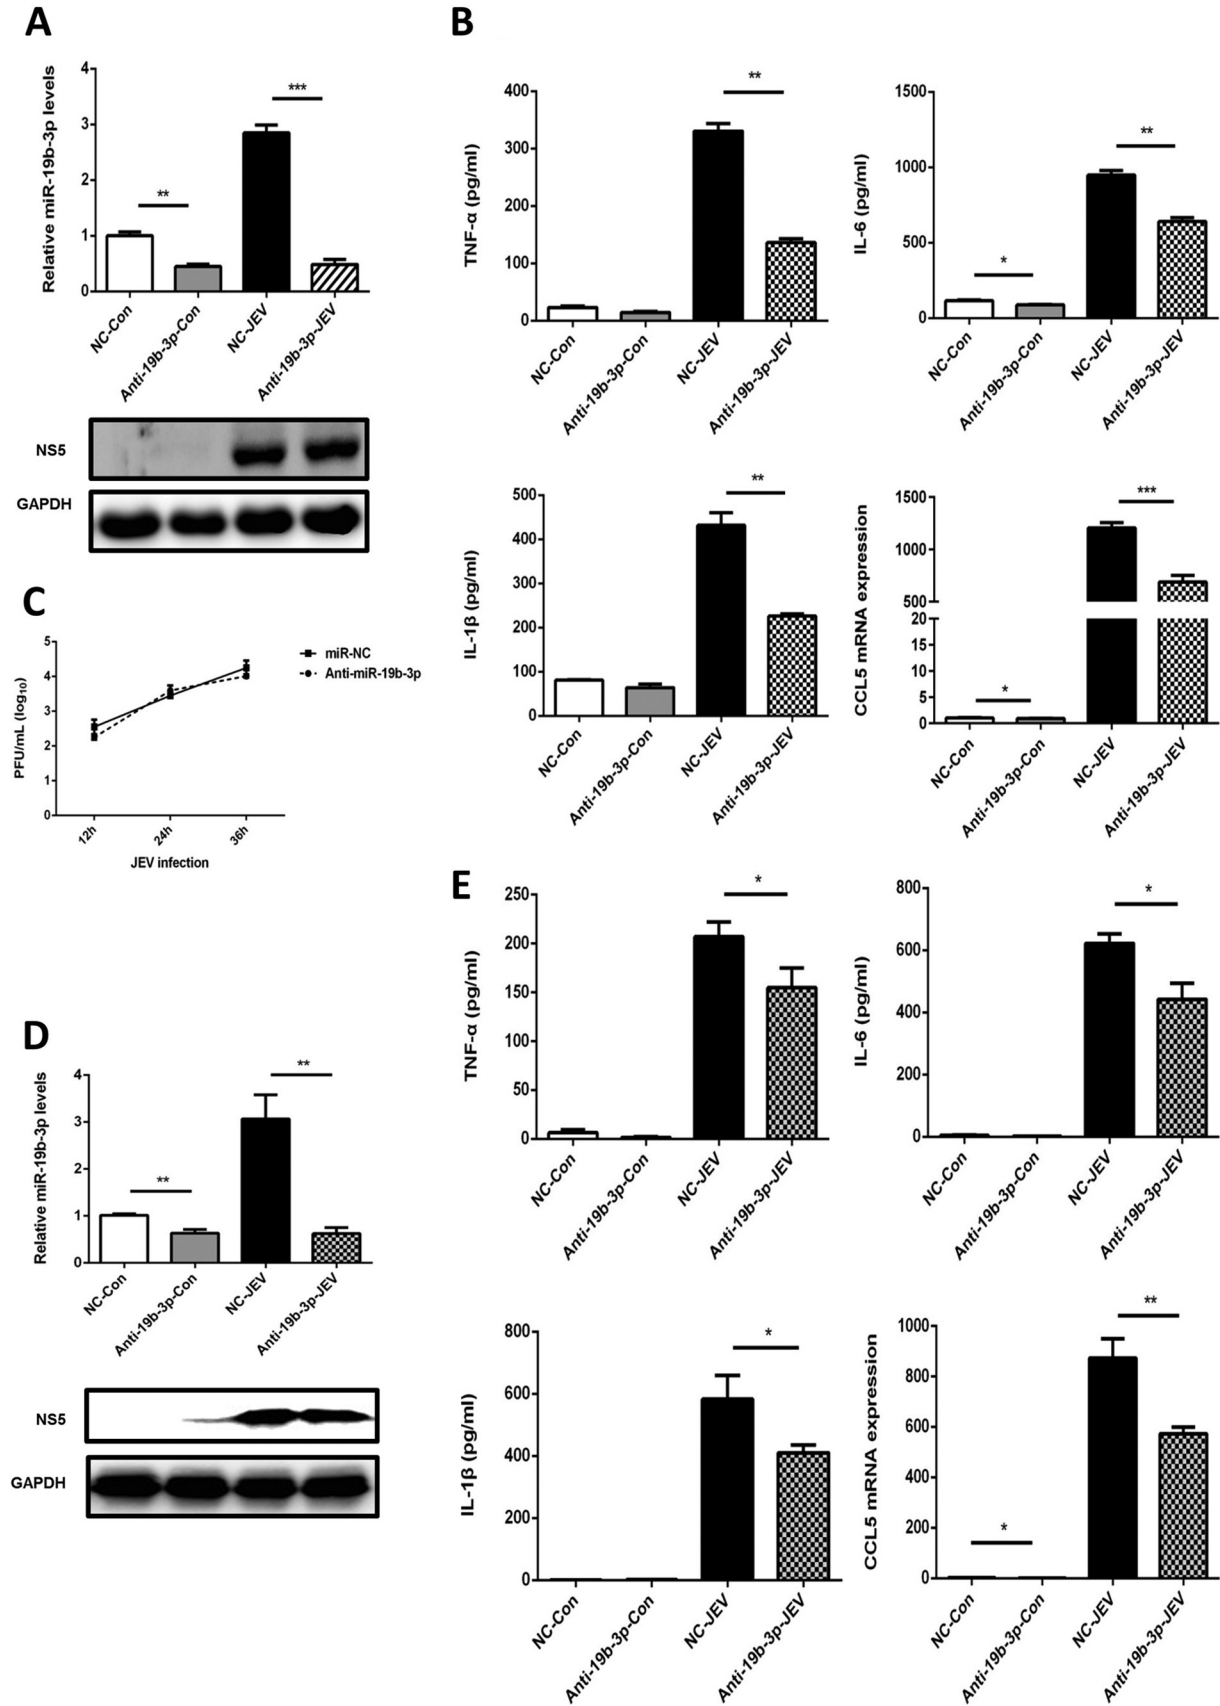 A
Relative miR-19b-3p levels
4
3
2
1
0
**
***
NC-Con
Anti-19b-3p-Con
NC-JEV
Anti-19b-3p-JEV
NS5
GAPDH
B
TNF-α (pg/ml)
400
300
200
100
0
**
NC-Con
Anti-19b-3p-Con
NC-JEV
Anti-19b-3p-JEV
IL-6 (pg/ml)
1500
1000
500
0
*
**
NC-Con
Anti-19b-3p-Con
NC-JEV
Anti-19b-3p-JEV
IL-1β (pg/ml)
500
400
300
200
100
0
**
NC-Con
Anti-19b-3p-Con
NC-JEV
Anti-19b-3p-JEV
CCL5 mRNA expression
1500
1000
500
20
15
10
5
0
*
***
NC-Con
Anti-19b-3p-Con
NC-JEV
Anti-19b-3p-JEV
C
PFU/mL (log10)
5
4
3
2
1
0
12h
24h
36h
JEV infection
miR-NC
Anti-miR-19b-3p
D
Relative miR-19b-3p levels
4
3
2
1
0
**
**
NC-Con
Anti-19b-3p-Con
NC-JEV
Anti-19b-3p-JEV
NS5
GAPDH
E
TNF-α (pg/ml)
250
200
150
100
50
0
*
NC-Con
Anti-19b-3p-Con
NC-JEV
Anti-19b-3p-JEV
IL-6 (pg/ml)
800
600
400
200
0
*
NC-Con
Anti-19b-3p-Con
NC-JEV
Anti-19b-3p-JEV
IL-1β (pg/ml)
800
600
400
200
0
*
NC-Con
Anti-19b-3p-Con
NC-JEV
Anti-19b-3p-JEV
CCL5 mRNA expression
1000
800
600
400
200
0
*
**
NC-Con
Anti-19b-3p-Con
NC-JEV
Anti-19b-3p-JEV